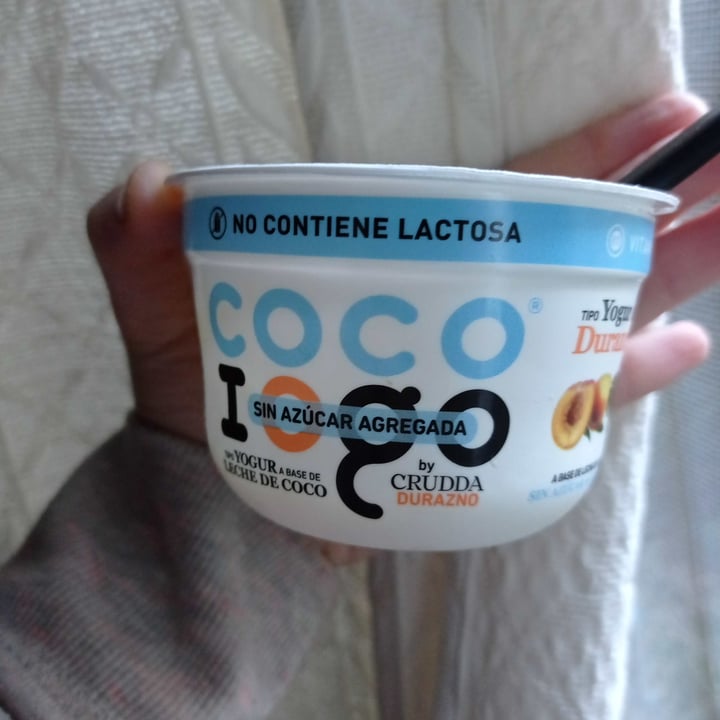 NO CONTIENE LACTOSA
COCO®
Iogo
SIN AZÚCAR AGREGADA
TIPO YOGUR A BASE DE
LECHE DE COCO
by
CRUDDA
DURAZNO
TIPO Yogur
A BASE DE